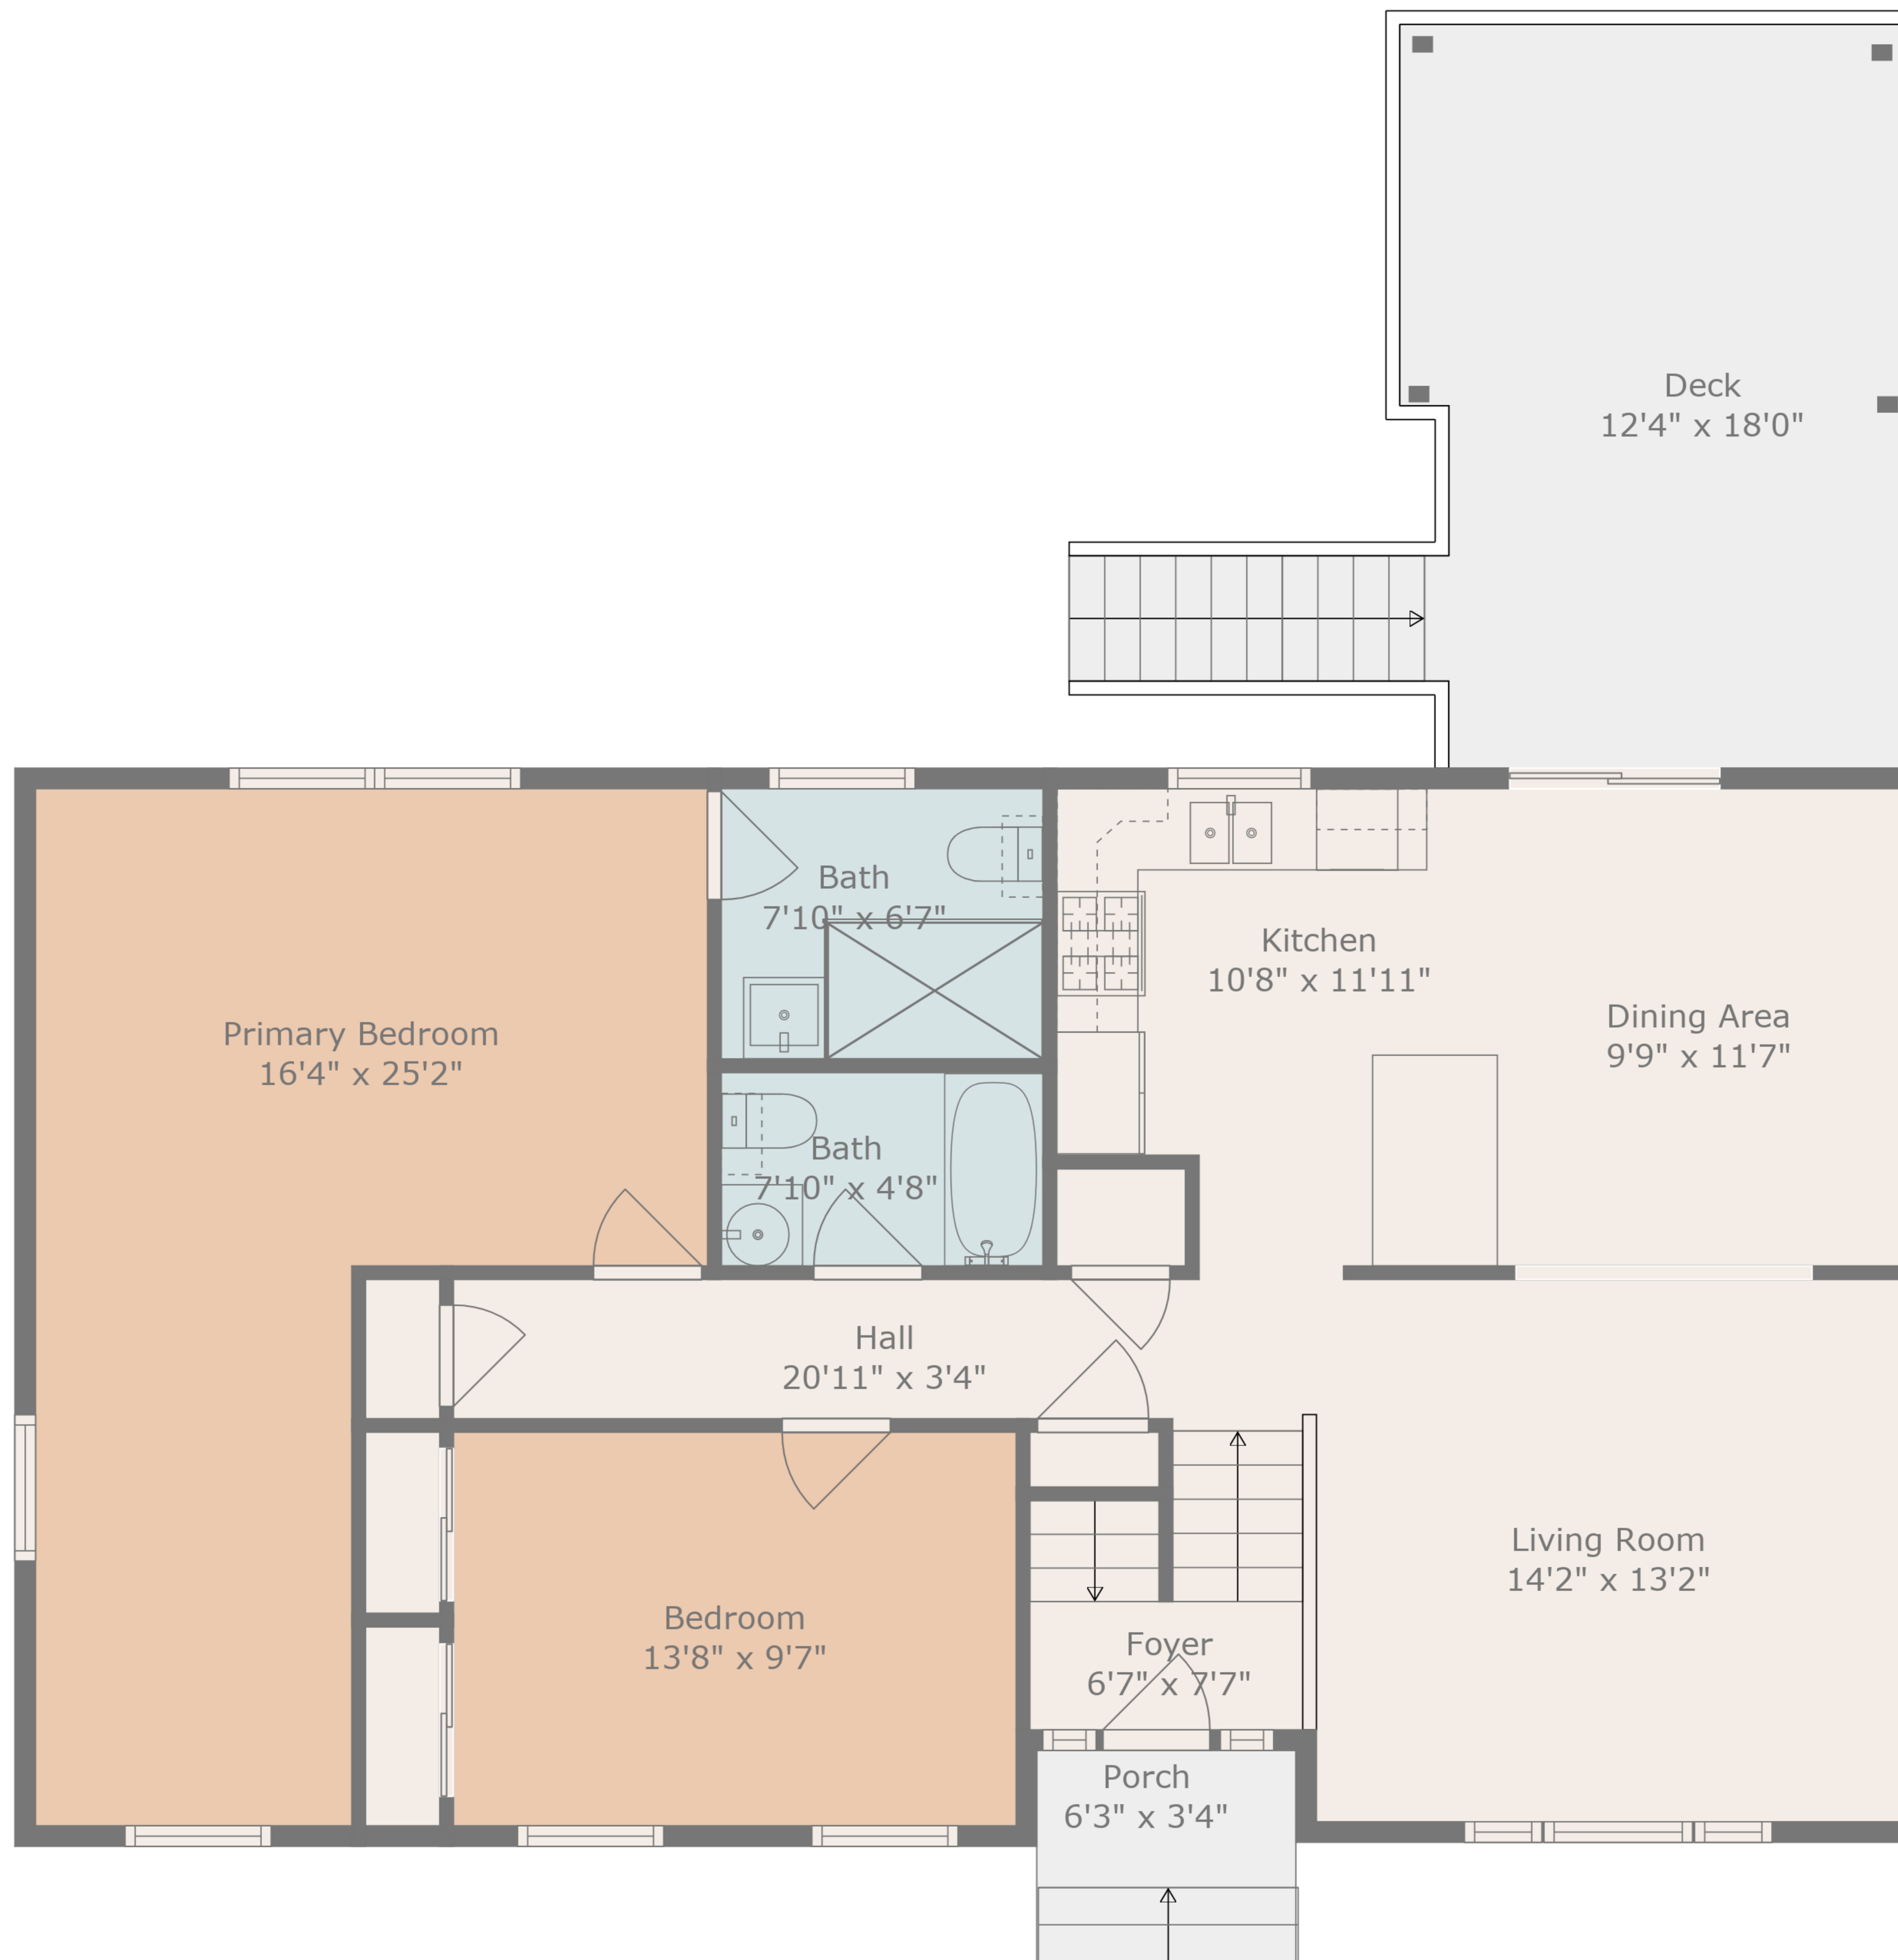 Deck
12'4" x 18'0"
Bath
7'10" x 6'7"
Kitchen
10'8" x 11'11"
Dining Area
9'9" x 11'7"
Primary Bedroom
16'4" x 25'2"
Bath
7'10" x 4'8"
Hall
20'11" x 3'4"
Living Room
14'2" x 13'2"
Bedroom
13'8" x 9'7"
Foyer
6'7" x 7'7"
Porch
6'3" x 3'4"